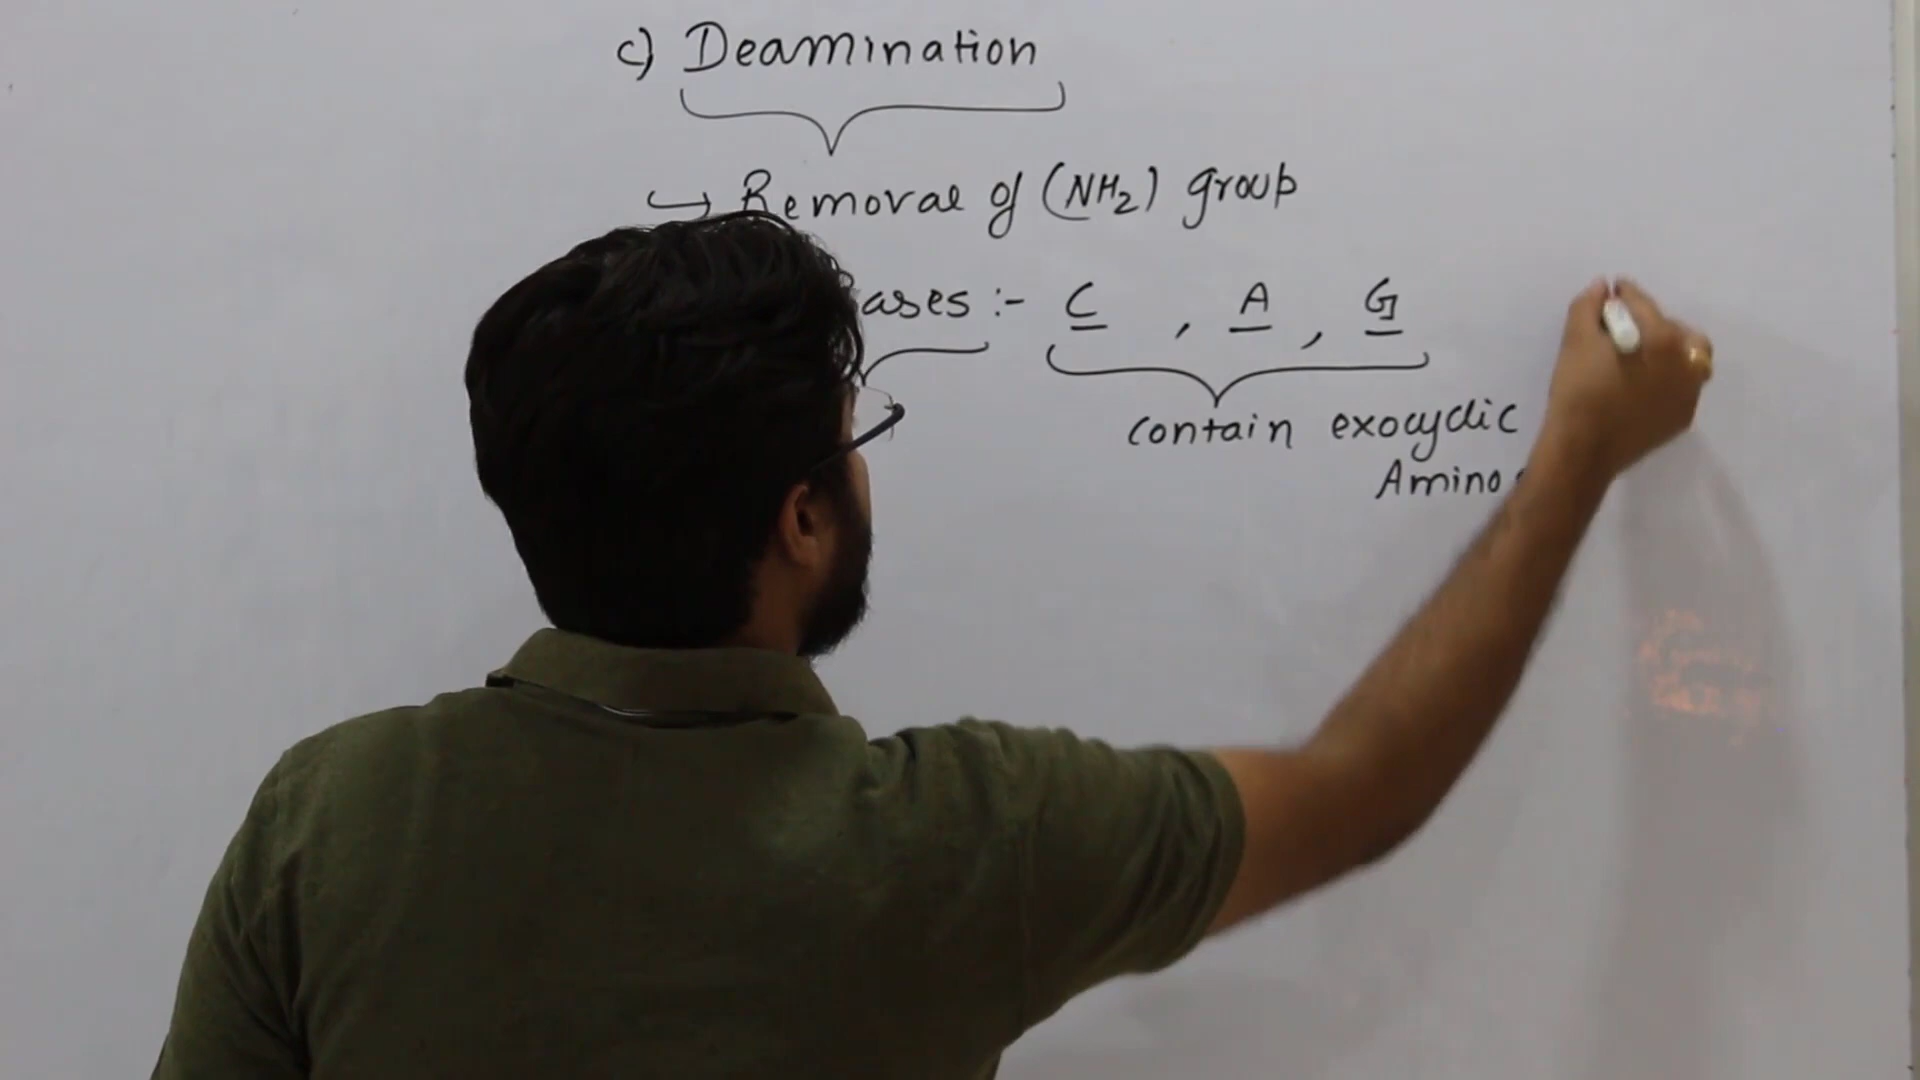 c) Deamination
↪ Removal of (NH₂) group
ases :- C , A , G
contain exocyclic
Amino